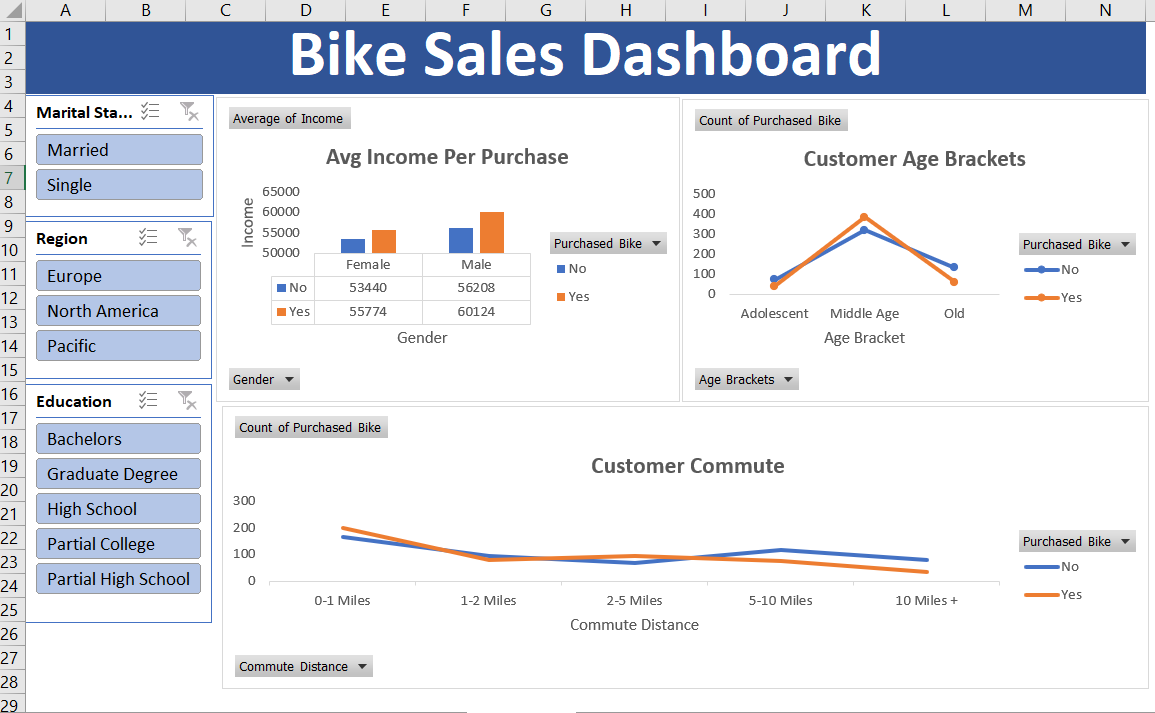 A B C D E F G H I J K L M N
1
2
3
4
5
6
7
8
9
10
11
12
13
14
15
16
17
18
19
20
21
22
23
24
25
26
27
28
29
Bike Sales Dashboard
Marital Sta...
Married
Single
Region
Europe
North America
Pacific
Education
Bachelors
Graduate Degree
High School
Partial College
Partial High School
Average of Income
Avg Income Per Purchase
Income
65000
60000
55000
50000
Female Male
No 53440 56208
Yes 55774 60124
Gender
Purchased Bike
No
Yes
Gender
Count of Purchased Bike
Customer Age Brackets
500
400
300
200
100
0
Adolescent Middle Age Old
Age Bracket
Purchased Bike
No
Yes
Age Brackets
Count of Purchased Bike
Customer Commute
300
200
100
0
0-1 Miles 1-2 Miles 2-5 Miles 5-10 Miles 10 Miles +
Commute Distance
Purchased Bike
No
Yes
Commute Distance